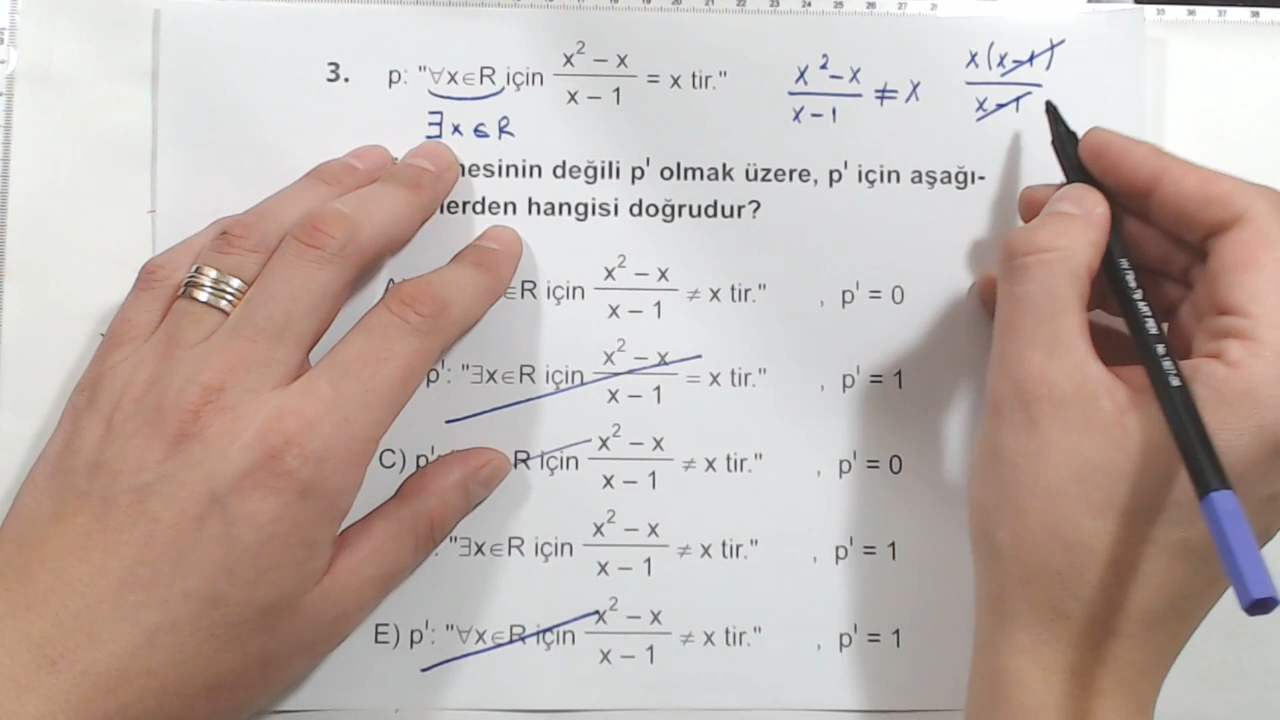 3. p: "∀x∈R için x² − x / x − 1 = x tir." x² − x / x − 1 ≠ x x(x−1) / x−1
∃x∈R
değili p' olmak üzere, p' için aşağı-
hangisi doğrudur?
∈R için x² − x / x − 1 ≠ x tir." , p' = 0
p': "∃x∈R için x² − x / x − 1 = x tir." , p' = 1
C) p' R için x² − x / x − 1 ≠ x tir." , p' = 0
"∃x∈R için x² − x / x − 1 ≠ x tir." , p' = 1
E) p': "∀x∈R için x² − x / x − 1 ≠ x tir." , p' = 1